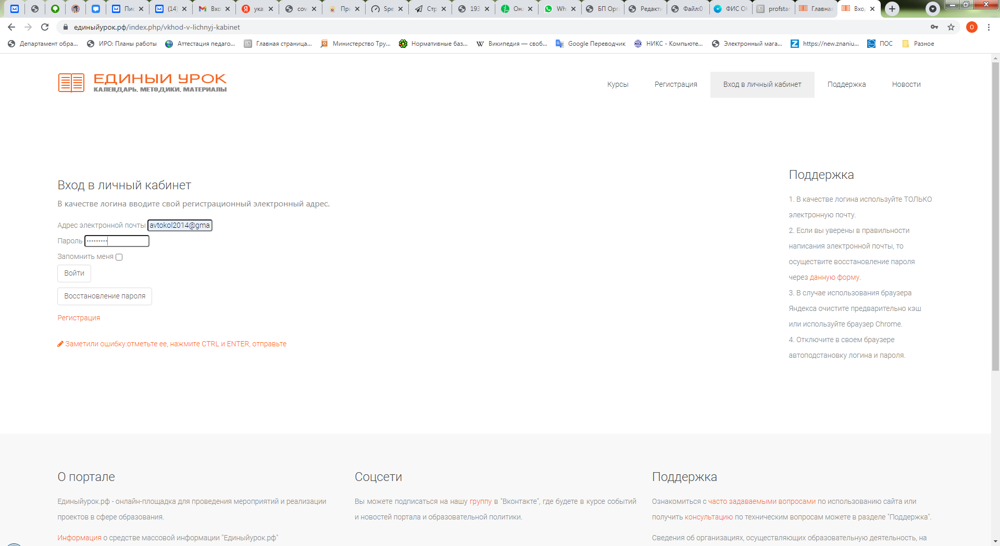 Пис
(14)
Вхо
ука
cov
При
Spe
Стр
193
Онл
Wh
БП Орг
Редакти
Файл:0
ФИС О
profstan
Главная
Вхо
единыйурок.рф/index.php/vkhod-v-lichnyj-kabinet
О
Департамент обра...
ИРО: Планы работы
Аттестация педаго...
Главная страница...
Министерство Тру...
Нормативные баз...
Википедия — своб...
Google Переводчик
НИКС - Компьюте...
Электронный мага...
https://new.znaniu...
ПОС
Разное
ЕДИНЫЙ УРОК
КАЛЕНДАРЬ, МЕТОДИКИ, МАТЕРИАЛЫ
Курсы
Регистрация
Вход в личный кабинет
Поддержка
Новости
Вход в личный кабинет
В качестве логина вводите свой регистрационный электронный адрес.
Адрес электронной почты avtokol2014@gma
Пароль •••••••••
Запомнить меня
Войти
Восстановление пароля
Регистрация
Заметили ошибку:отметьте ее, нажмите CTRL и ENTER, отправьте
Поддержка
1. В качестве логина используйте ТОЛЬКО
электронную почту.
2. Если вы уверены в правильности
написания электронной почты, то
осуществите восстановление пароля
через данную форму.
3. В случае использования браузера
Яндекса очистите предварительно кэш
или используйте браузер Chrome.
4. Отключите в своем браузере
автоподстановку логина и пароля.
О портале
Единыйурок.рф - онлайн-площадка для проведения мероприятий и реализации
проектов в сфере образования.
Информация о средстве массовой информации "Единыйурок.рф"
Соцсети
Вы можете подписаться на нашу группу в "Вконтакте", где будете в курсе событий
и новостей портала и образовательной политики.
Поддержка
Ознакомиться с часто задаваемыми вопросами по использованию сайта или
получить консультацию по техническим вопросам можете в разделе "Поддержка".
Сведения об организациях, осуществляющих образовательную деятельность, на